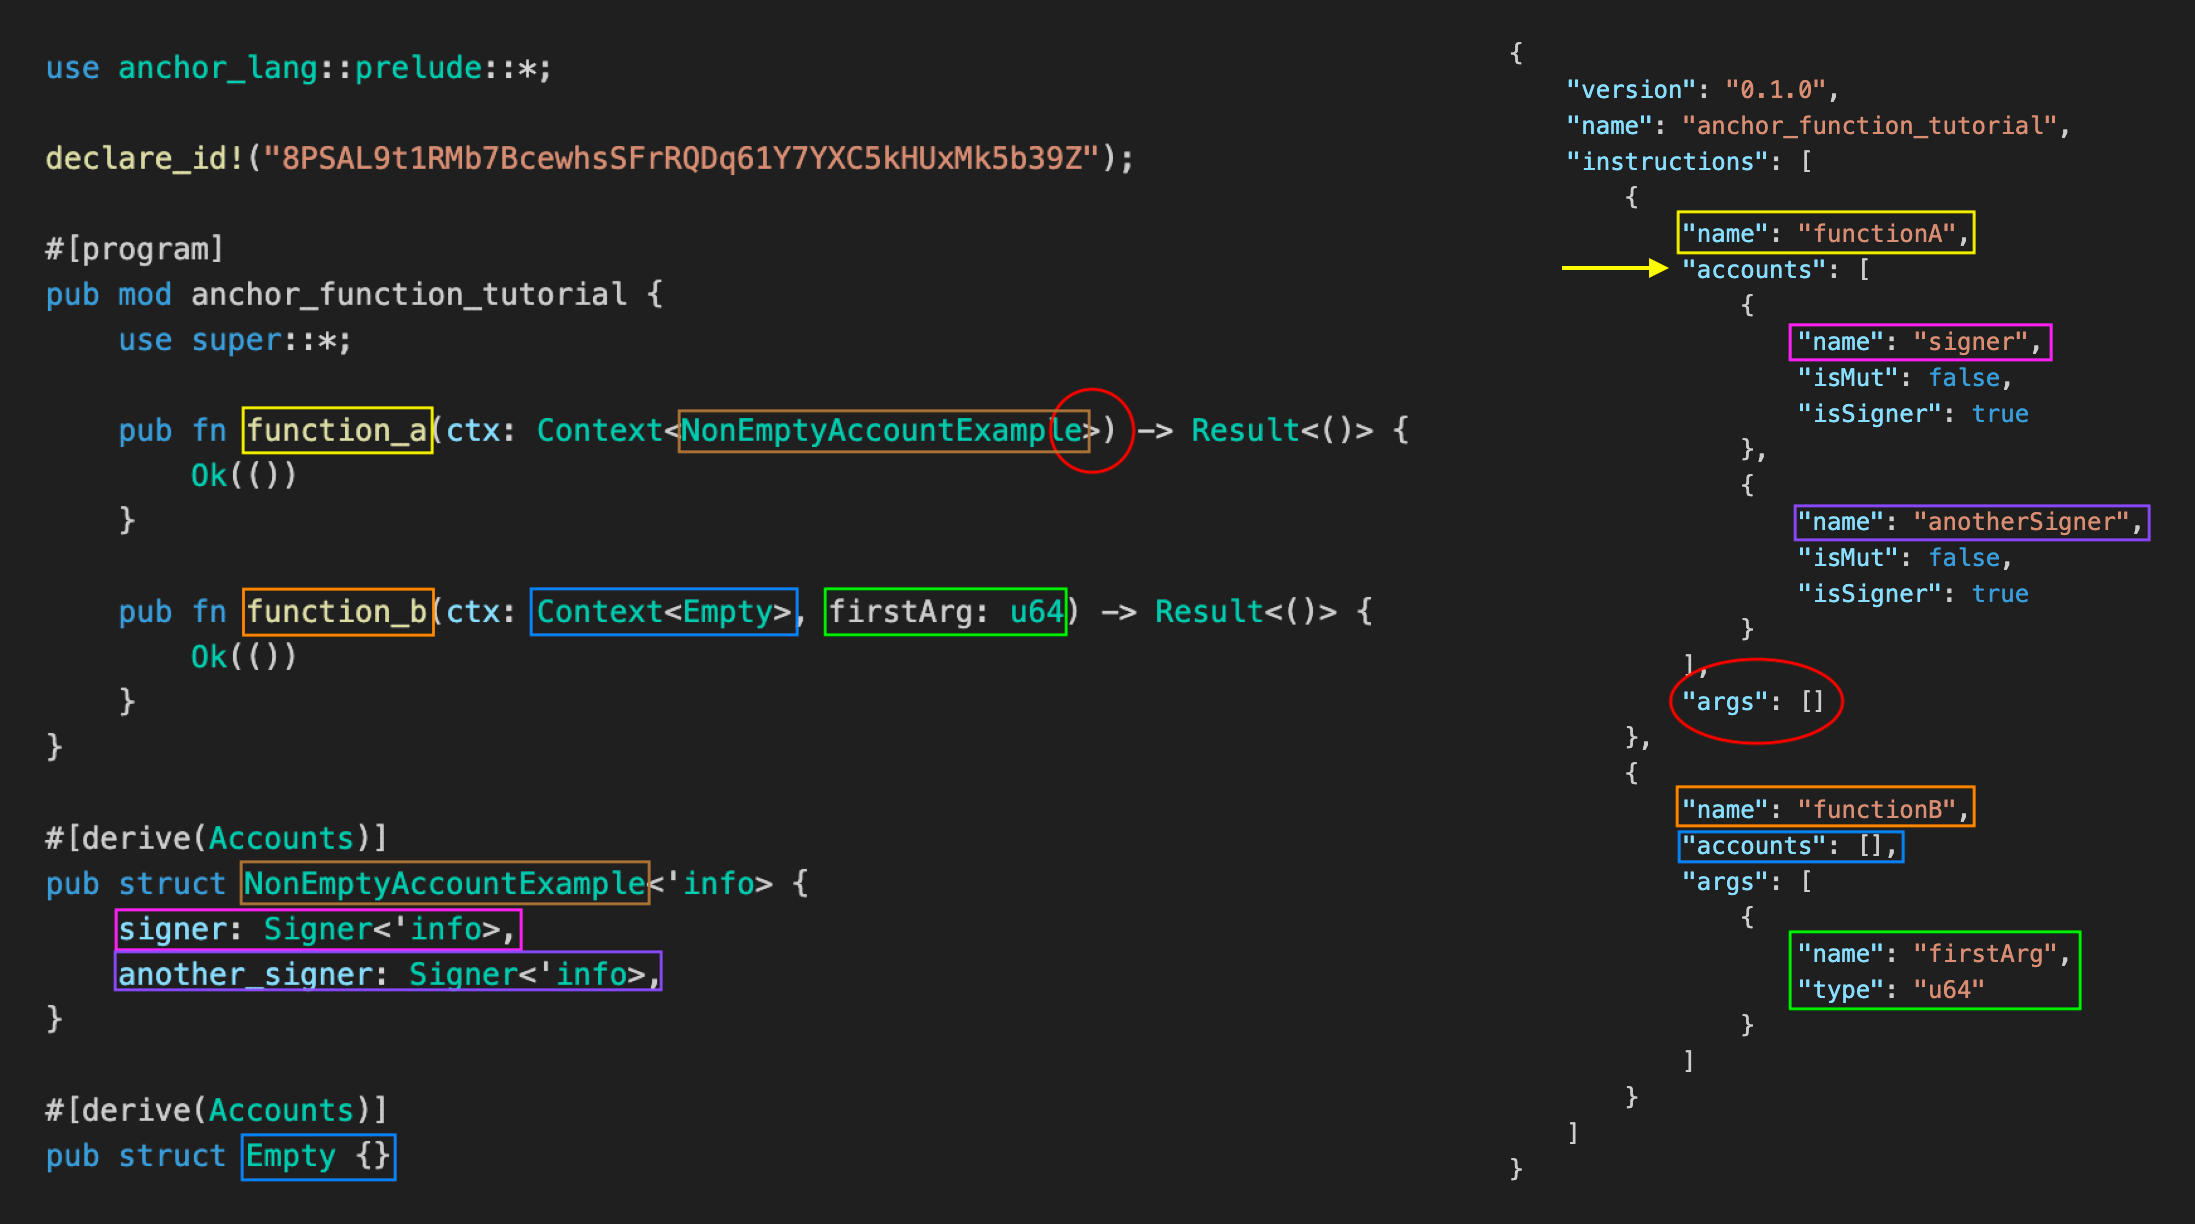 use anchor_lang::prelude::*;
declare_id!("8PSAL9t1RMb7BcewhsSFrRQDq61Y7YXC5kHUxMk5b39Z");
#[program]
pub mod anchor_function_tutorial {
use super::*;
pub fn function_a(ctx: Context<NonEmptyAccountExample>) -> Result<()> {
Ok(())
}
pub fn function_b(ctx: Context<Empty>, firstArg: u64) -> Result<()> {
Ok(())
}
}
#[derive(Accounts)]
pub struct NonEmptyAccountExample<'info> {
signer: Signer<'info>,
another_signer: Signer<'info>,
}
#[derive(Accounts)]
pub struct Empty {}
{
"version": "0.1.0",
"name": "anchor_function_tutorial",
"instructions": [
{
"name": "functionA",
"accounts": [
{
"name": "signer",
"isMut": false,
"isSigner": true
},
{
"name": "anotherSigner",
"isMut": false,
"isSigner": true
}
],
"args": []
},
{
"name": "functionB",
"accounts": [],
"args": [
{
"name": "firstArg",
"type": "u64"
}
]
}
]
}